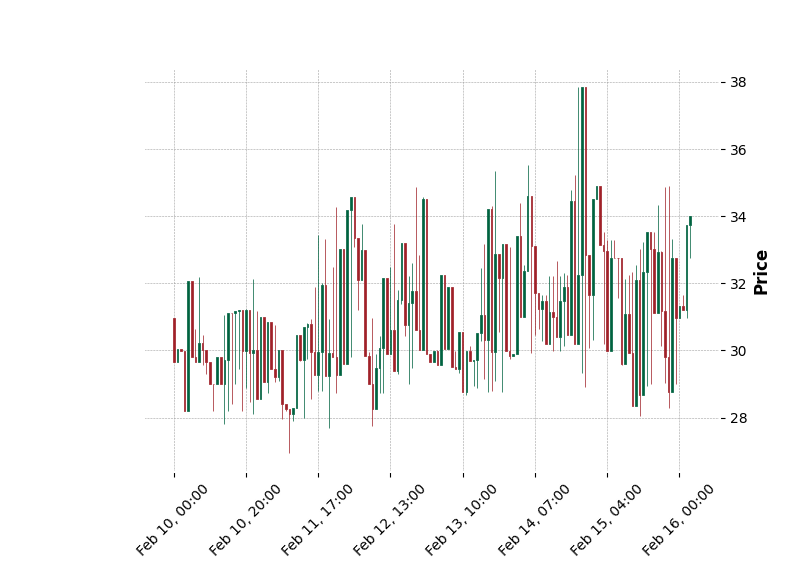 38
36
34
32
30
28
Price
Feb 10, 00:00
Feb 10, 20:00
Feb 11, 17:00
Feb 12, 13:00
Feb 13, 10:00
Feb 14, 07:00
Feb 15, 04:00
Feb 16, 00:00